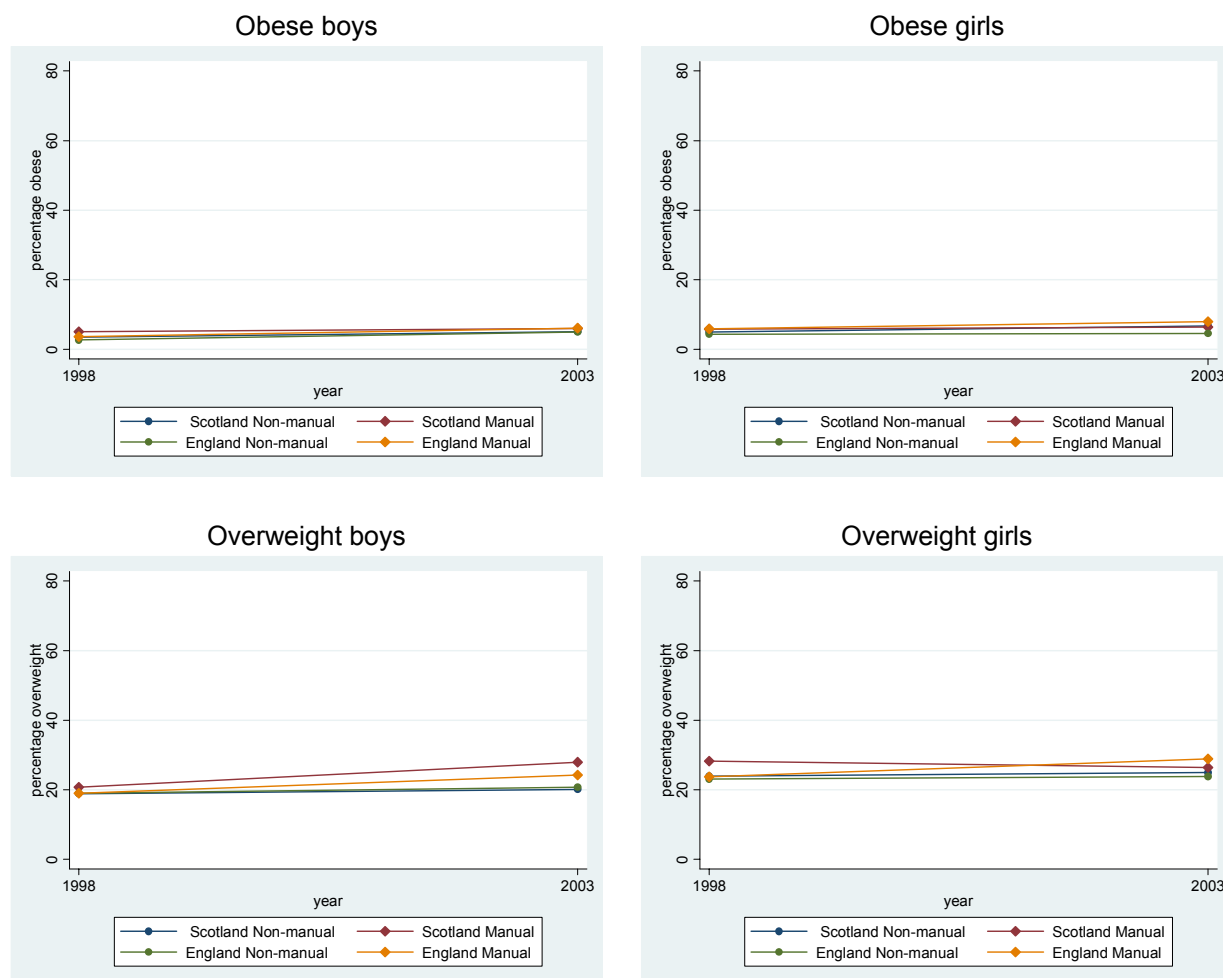 Obese boys
percentage obese
80
60
40
20
0
1998
2003
year
Scotland Non-manual
Scotland Manual
England Non-manual
England Manual
Obese girls
percentage obese
80
60
40
20
0
1998
2003
year
Scotland Non-manual
Scotland Manual
England Non-manual
England Manual
Overweight boys
percentage overweight
80
60
40
20
0
1998
2003
year
Scotland Non-manual
Scotland Manual
England Non-manual
England Manual
Overweight girls
percentage overweight
80
60
40
20
0
1998
2003
year
Scotland Non-manual
Scotland Manual
England Non-manual
England Manual